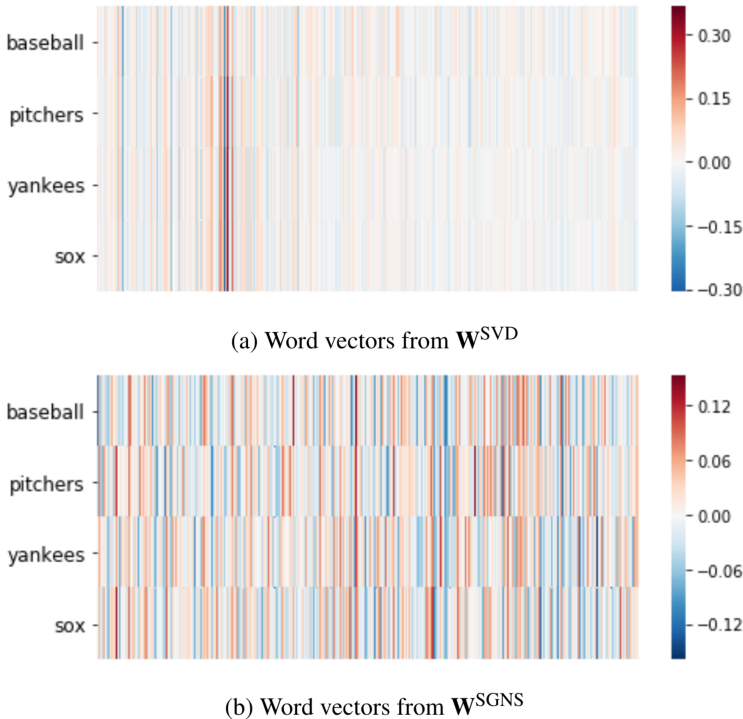 baseball
pitchers
yankees
sox
0.30
0.15
0.00
−0.15
−0.30
(a) Word vectors from W^SVD
baseball
pitchers
yankees
sox
0.12
0.06
0.00
−0.06
−0.12
(b) Word vectors from W^SGNS